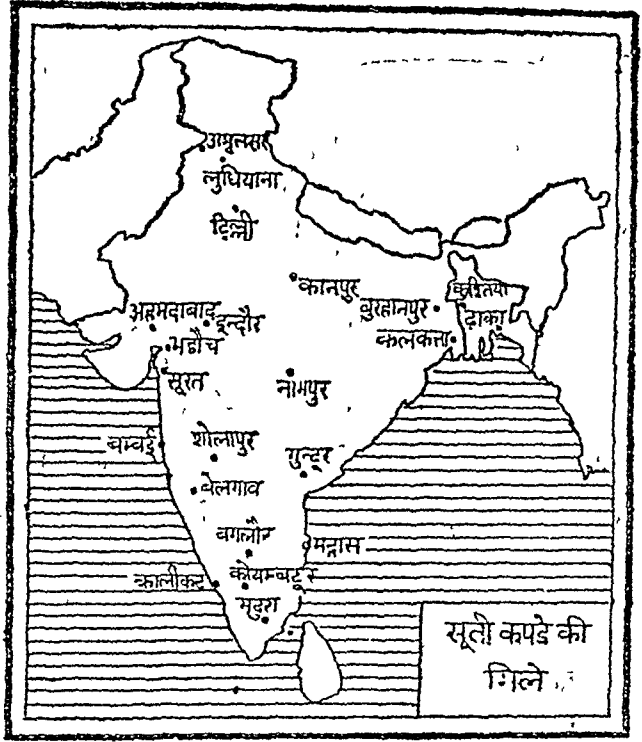 अमृतसर
लुधियाना
दिल्ली
कानपुर
बुरहानपुर
कुश्तिया
ढाका
कलकत्ता
अहमदाबाद
इन्दौर
भडौच
सूरत
नागपुर
बम्बई
शोलापुर
गुन्टूर
बेलगाव
बगलौर
मद्रास
कालीकट
कोयम्बटूर
मदुरा
सूती कपडे की
मिले